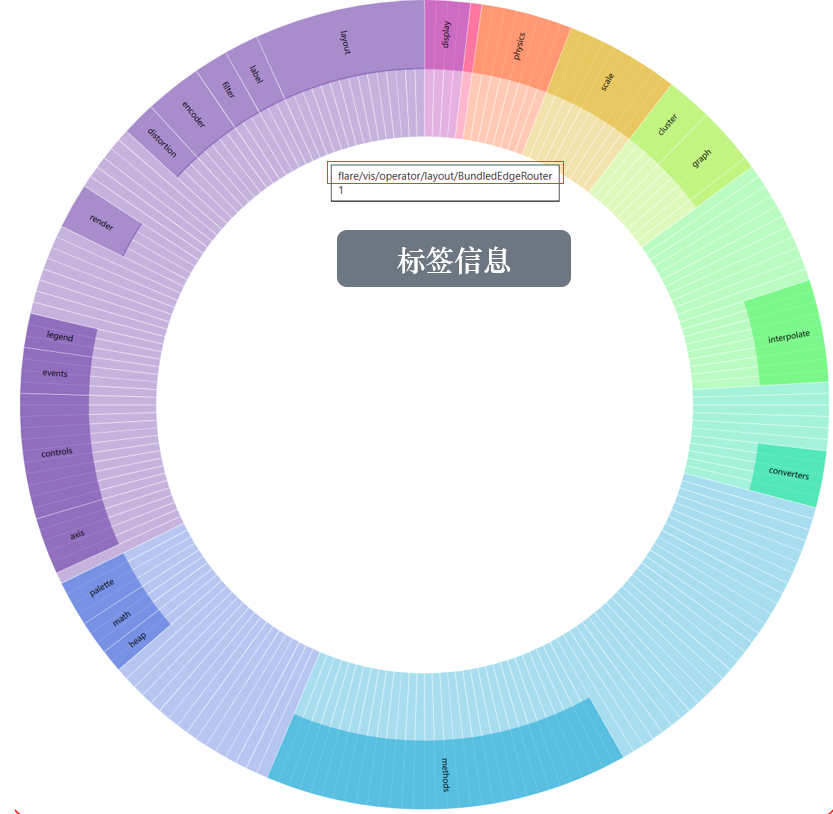 display
physics
scale
cluster
graph
interpolate
converters
methods
heap
math
palette
axis
controls
events
legend
render
distortion
encoder
filter
label
layout
flare/vis/operator/layout/BundledEdgeRouter
1
标签信息